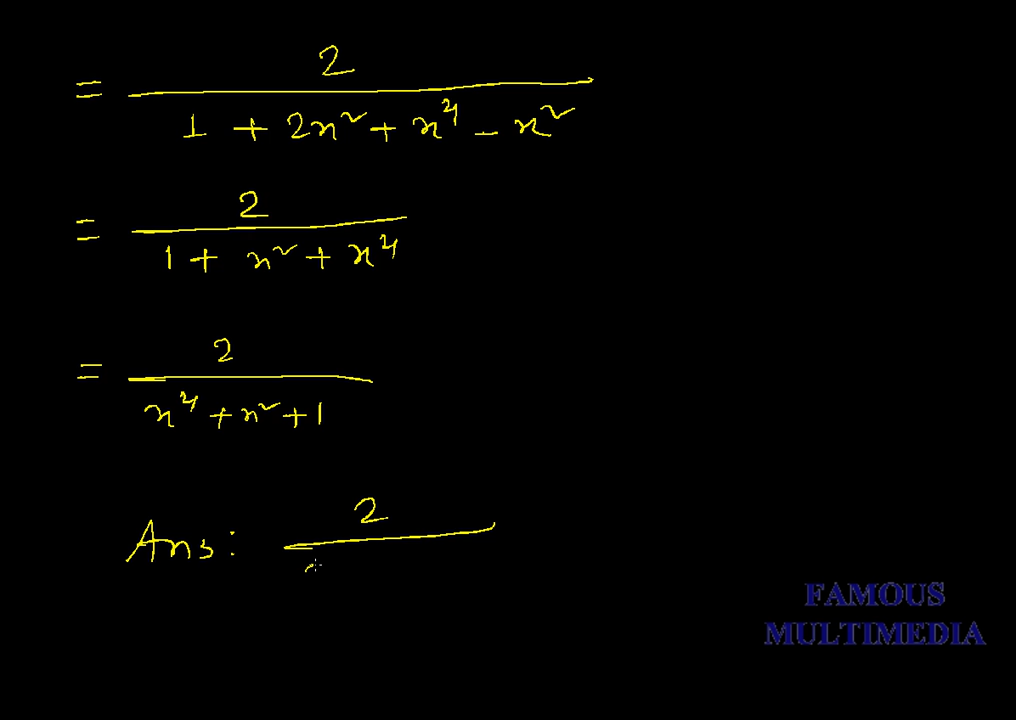 = 2 / (1 + 2x² + x⁴ - x²)
= 2 / (1 + x² + x⁴)
= 2 / (x⁴ + x² + 1)
Ans: 2
FAMOUS
MULTIMEDIA